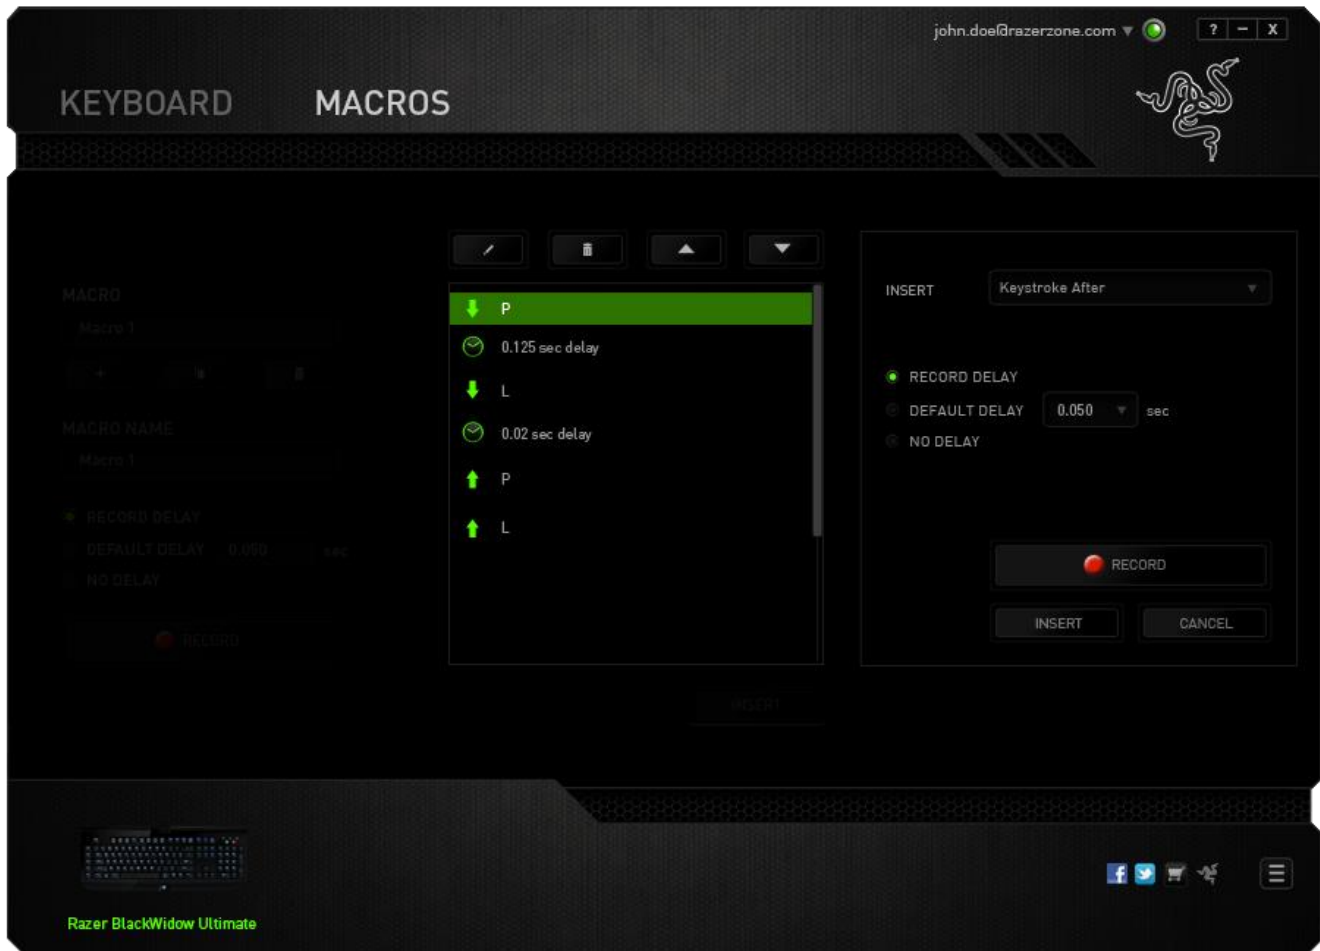 john.doe@razerzone.com
? – X
KEYBOARD MACROS
MACRO
Macro 1
MACRO NAME
Macro 1
RECORD DELAY
DEFAULT DELAY 0.050 sec
NO DELAY
RECORD
P
0.125 sec delay
L
0.02 sec delay
P
L
INSERT
INSERT Keystroke After
RECORD DELAY
DEFAULT DELAY 0.050 sec
NO DELAY
RECORD
INSERT CANCEL
Razer BlackWidow Ultimate